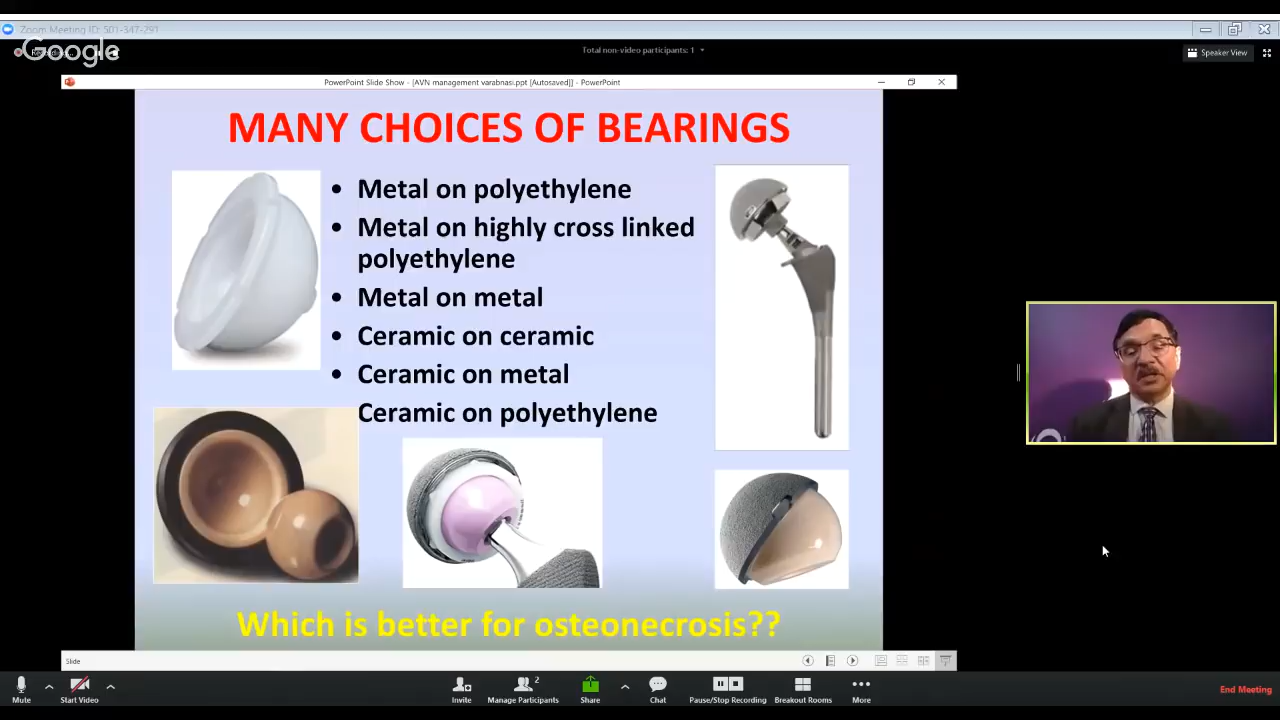 Zoom Meeting ID: 501-347-291
Google
Total non-video participants: 1
Speaker View
PowerPoint Slide Show - [AVN management varabnasi.ppt [Autosaved]] - PowerPoint
MANY CHOICES OF BEARINGS
• Metal on polyethylene
• Metal on highly cross linked
polyethylene
• Metal on metal
• Ceramic on ceramic
• Ceramic on metal
Ceramic on polyethylene
Which is better for osteonecrosis??
Slide
Mute
Start Video
Invite
2
Manage Participants
Share
Chat
Pause/Stop Recording
Breakout Rooms
More
End Meeting